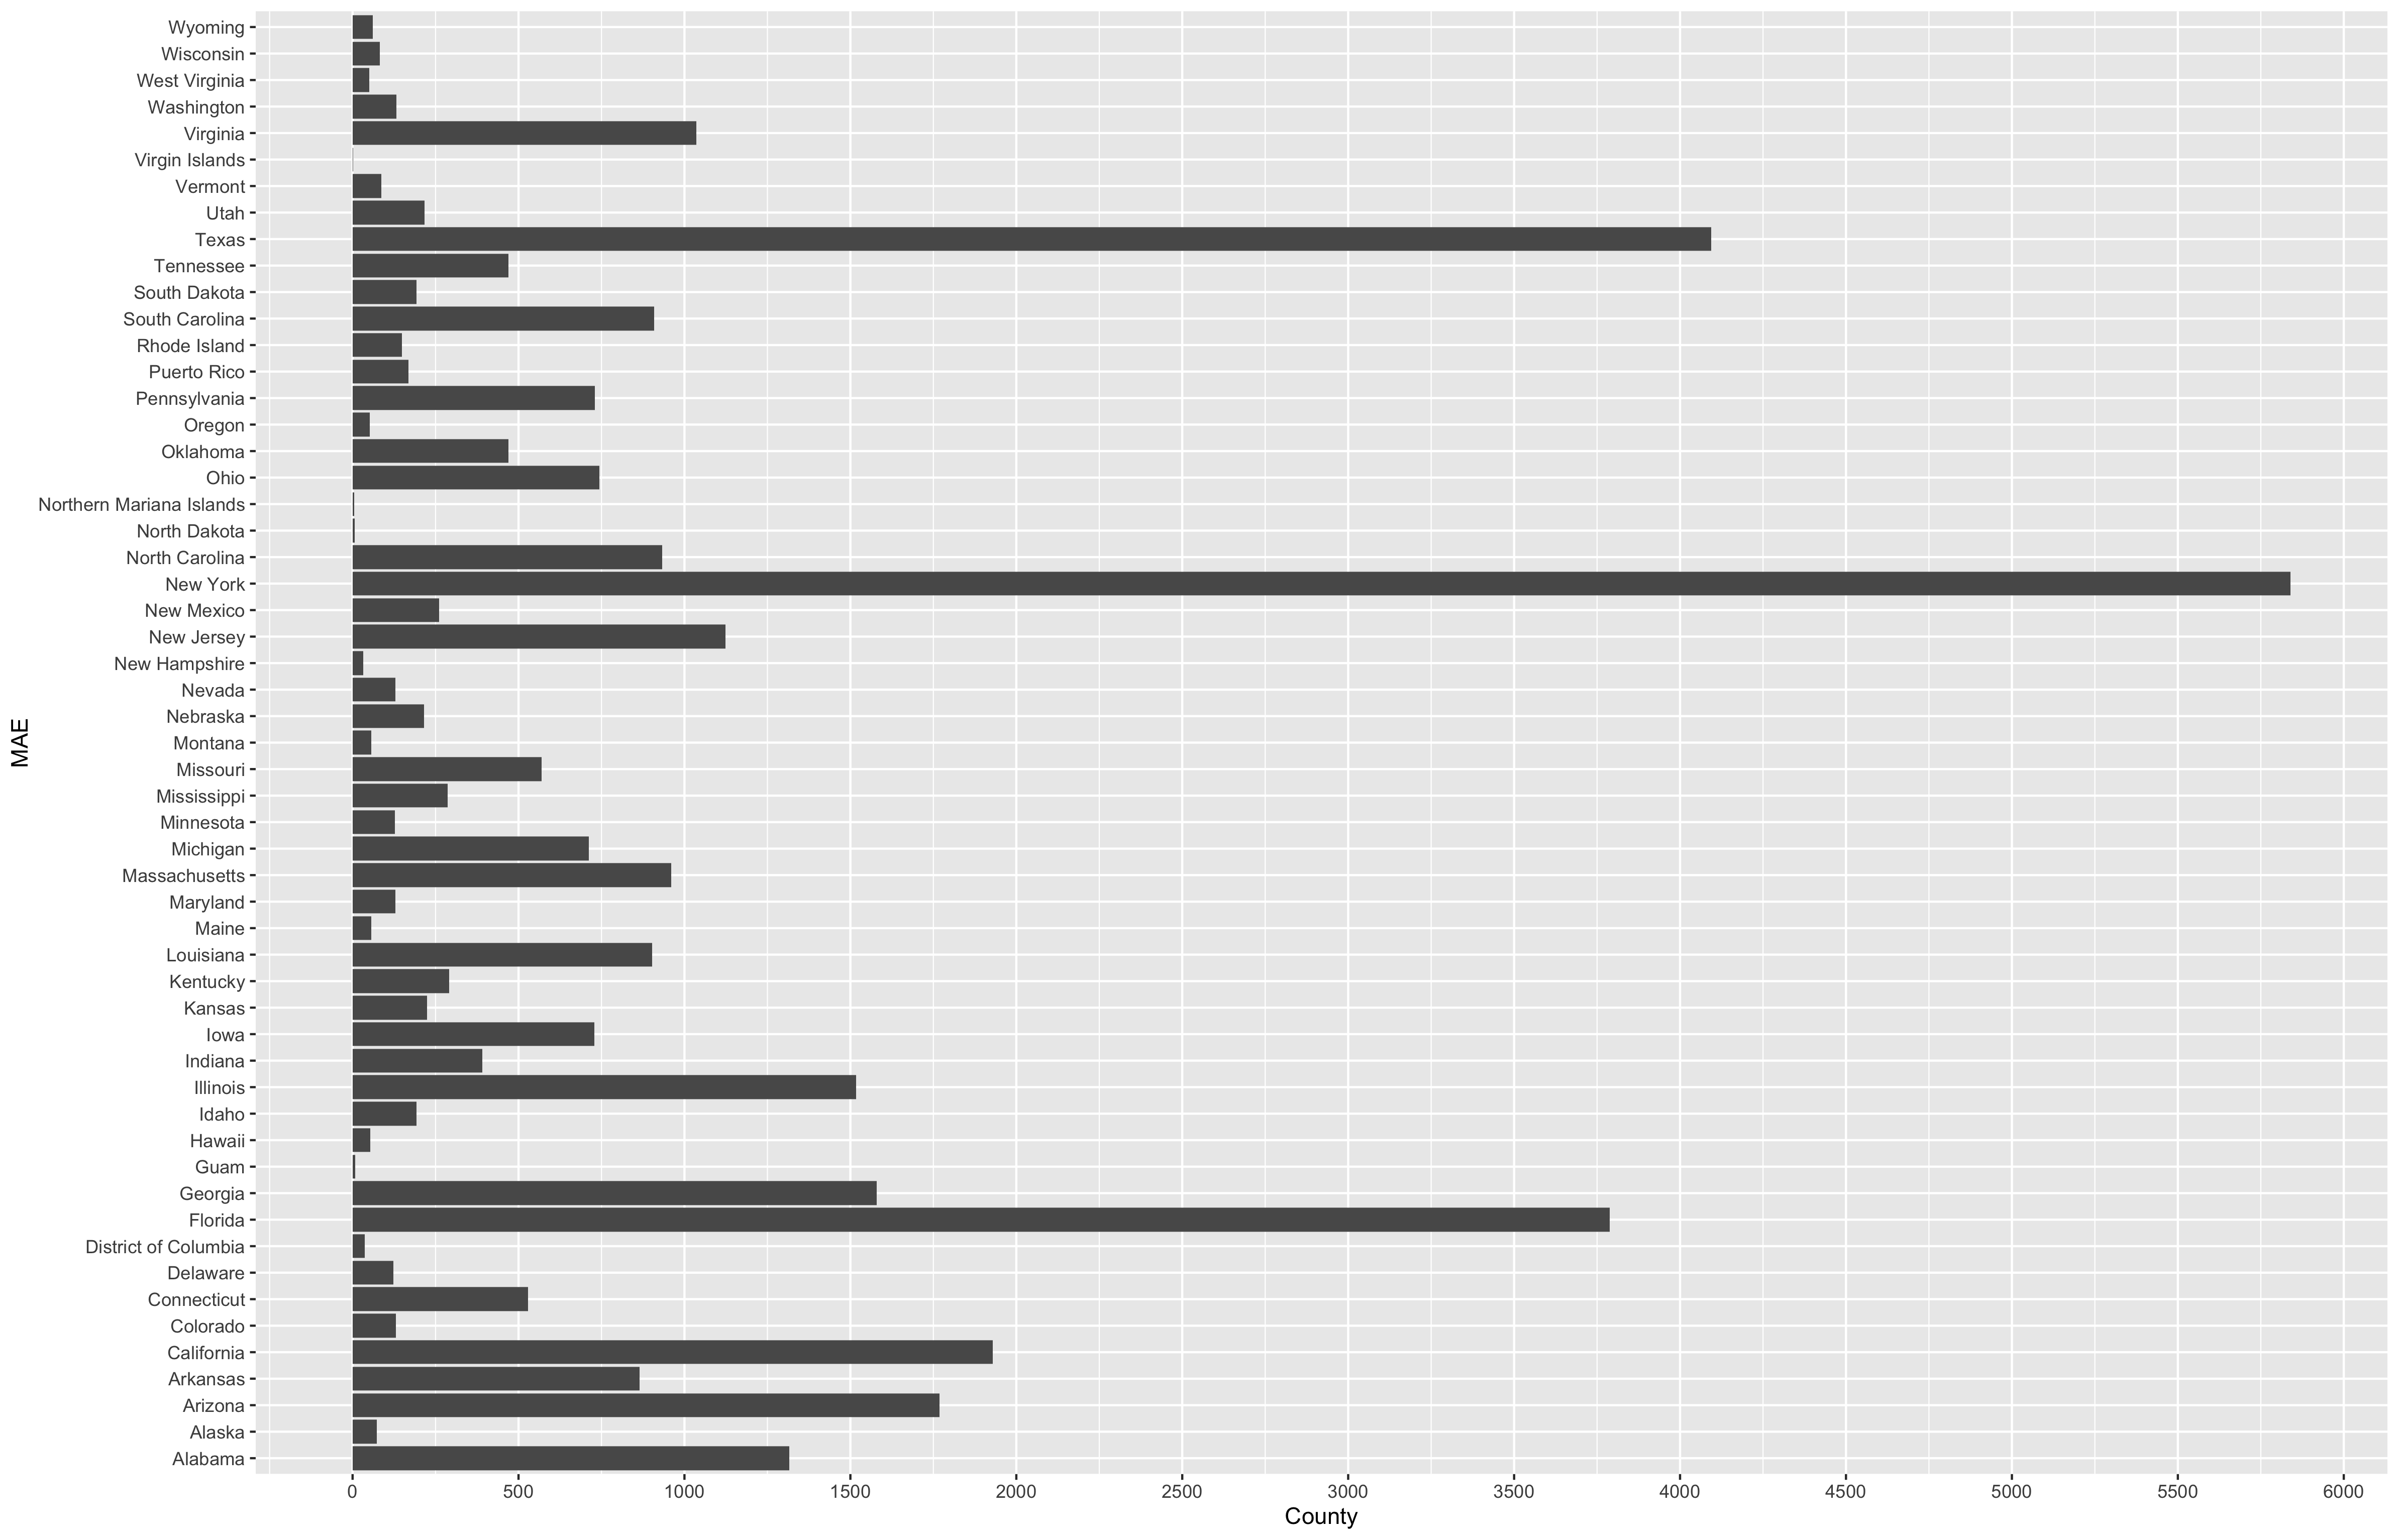 Wyoming
Wisconsin
West Virginia
Washington
Virginia
Virgin Islands
Vermont
Utah
Texas
Tennessee
South Dakota
South Carolina
Rhode Island
Puerto Rico
Pennsylvania
Oregon
Oklahoma
Ohio
Northern Mariana Islands
North Dakota
North Carolina
New York
New Mexico
New Jersey
New Hampshire
Nevada
Nebraska
Montana
Missouri
Mississippi
Minnesota
Michigan
Massachusetts
Maryland
Maine
Louisiana
Kentucky
Kansas
Iowa
Indiana
Illinois
Idaho
Hawaii
Guam
Georgia
Florida
District of Columbia
Delaware
Connecticut
Colorado
California
Arkansas
Arizona
Alaska
Alabama
MAE
0 500 1000 1500 2000 2500 3000 3500 4000 4500 5000 5500 6000
County